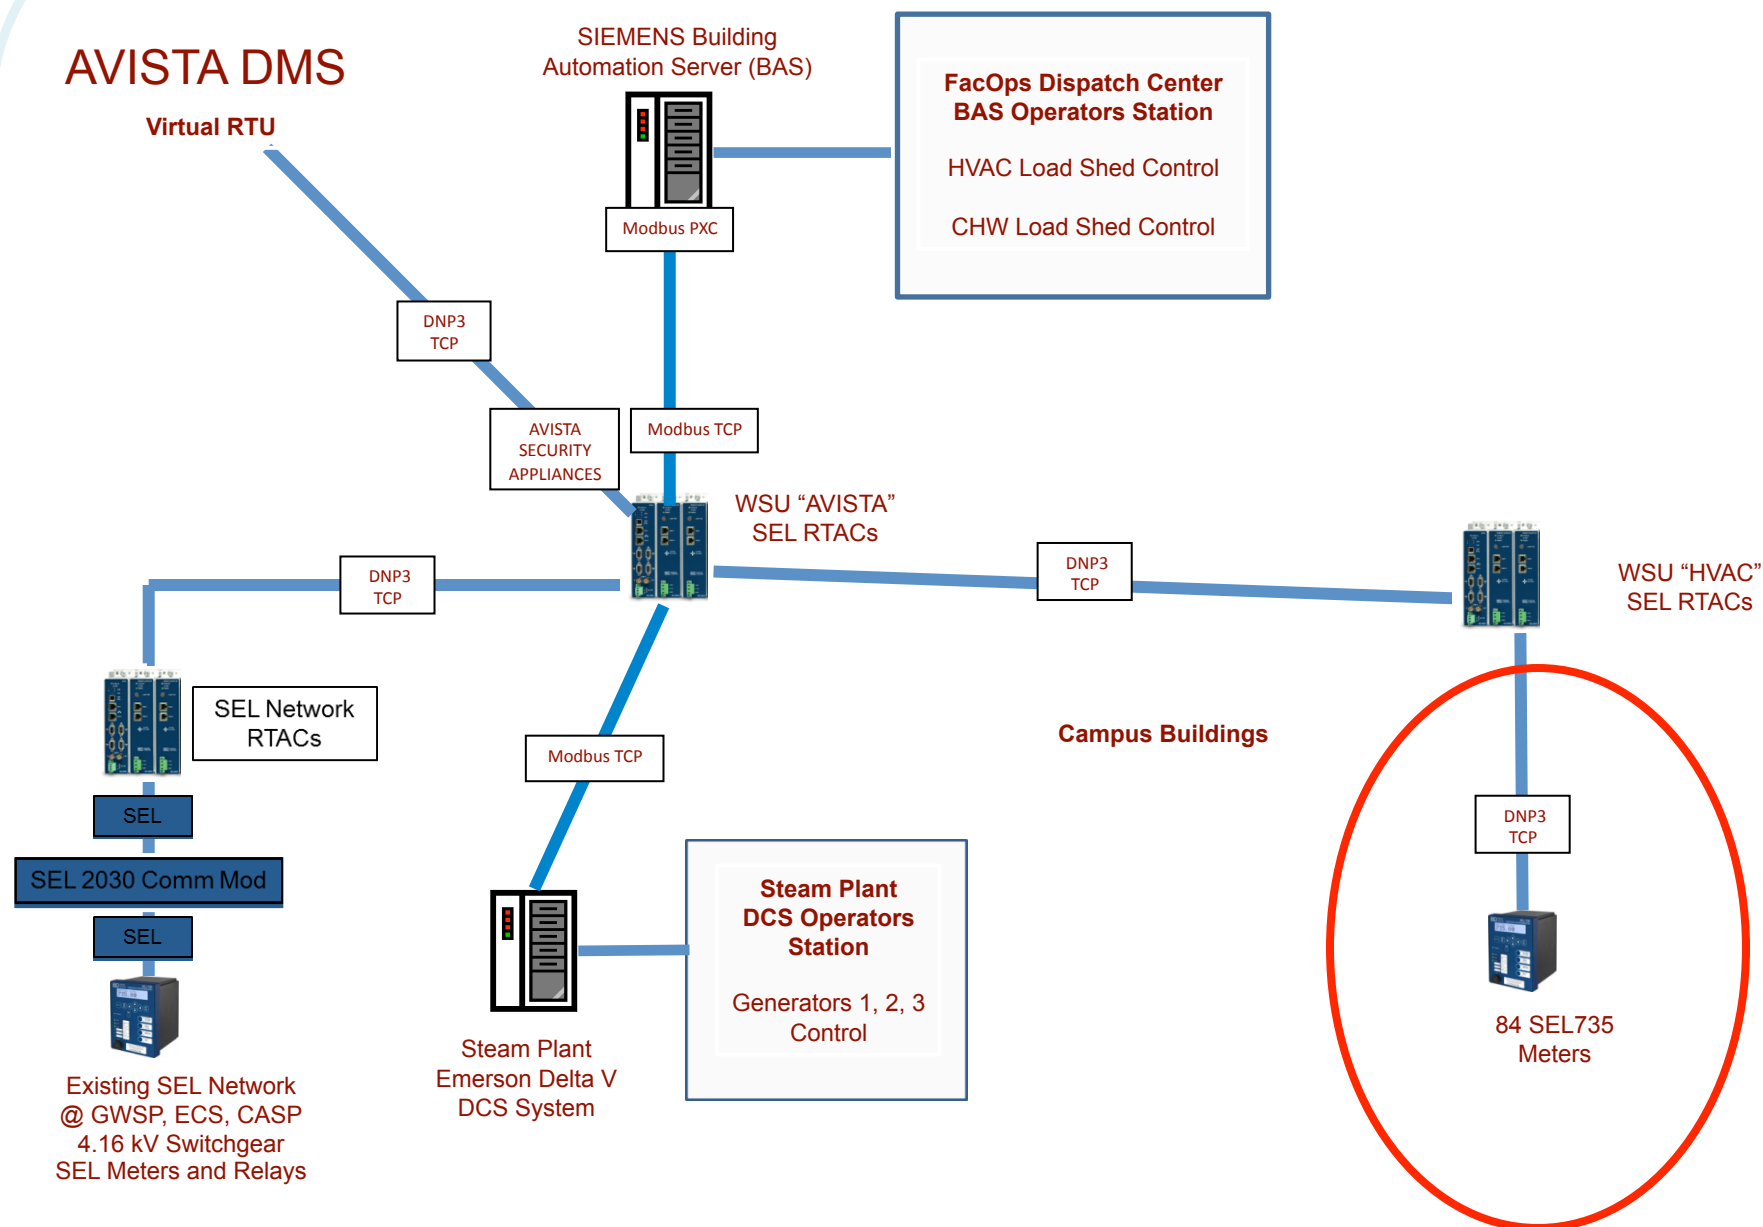 AVISTA DMS
Virtual RTU
SIEMENS Building
Automation Server (BAS)
FacOps Dispatch Center
BAS Operators Station
HVAC Load Shed Control
CHW Load Shed Control
Modbus PXC
DNP3
TCP
AVISTA
SECURITY
APPLIANCES
Modbus TCP
WSU “AVISTA”
SEL RTACs
DNP3
TCP
DNP3
TCP
WSU “HVAC”
SEL RTACs
SEL Network
RTACs
Modbus TCP
Campus Buildings
SEL
SEL 2030 Comm Mod
SEL
DNP3
TCP
Steam Plant
DCS Operators
Station
Generators 1, 2, 3
Control
84 SEL735
Meters
Steam Plant
Emerson Delta V
DCS System
Existing SEL Network
@ GWSP, ECS, CASP
4.16 kV Switchgear
SEL Meters and Relays